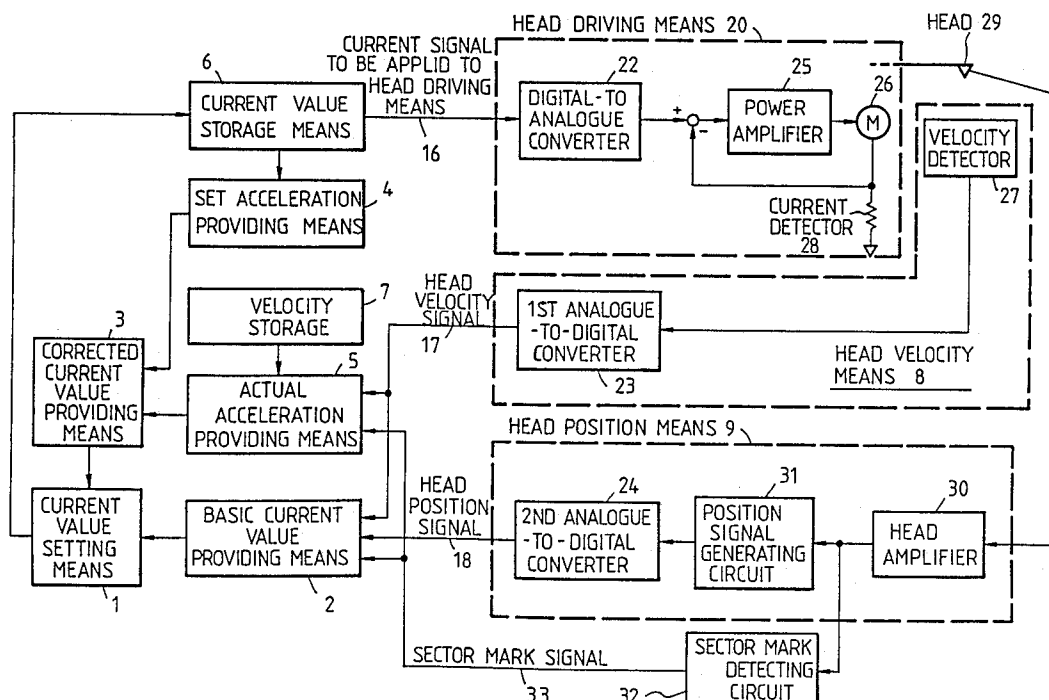 HEAD DRIVING MEANS 20
HEAD 29
CURRENT SIGNAL
TO BE APPLID TO
HEAD DRIVING
MEANS
16
6
CURRENT VALUE
STORAGE MEANS
22
DIGITAL-TO
ANALOGUE
CONVERTER
+
-
25
POWER
AMPLIFIER
26
M
VELOCITY
DETECTOR
27
4
SET ACCELERATION
PROVIDING MEANS
CURRENT
DETECTOR
28
7
VELOCITY
STORAGE
HEAD
VELOCITY
SIGNAL
17
1ST ANALOGUE
-TO-DIGITAL
CONVERTER
23
HEAD VELOCITY
MEANS 8
3
CORRECTED
CURRENT
VALUE
PROVIDING
MEANS
5
ACTUAL
ACCELERATION
PROVIDING MEANS
HEAD POSITION MEANS 9
CURRENT
VALUE
SETTING
MEANS
1
BASIC CURRENT
VALUE
PROVIDING MEANS
2
HEAD
POSITION
SIGNAL
18
24
2ND ANALOGUE
-TO-DIGITAL
CONVERTER
31
POSITION
SIGNAL
GENERATING
CIRCUIT
30
HEAD
AMPLIFIER
SECTOR MARK SIGNAL
33
32
SECTOR MARK
DETECTING
CIRCUIT